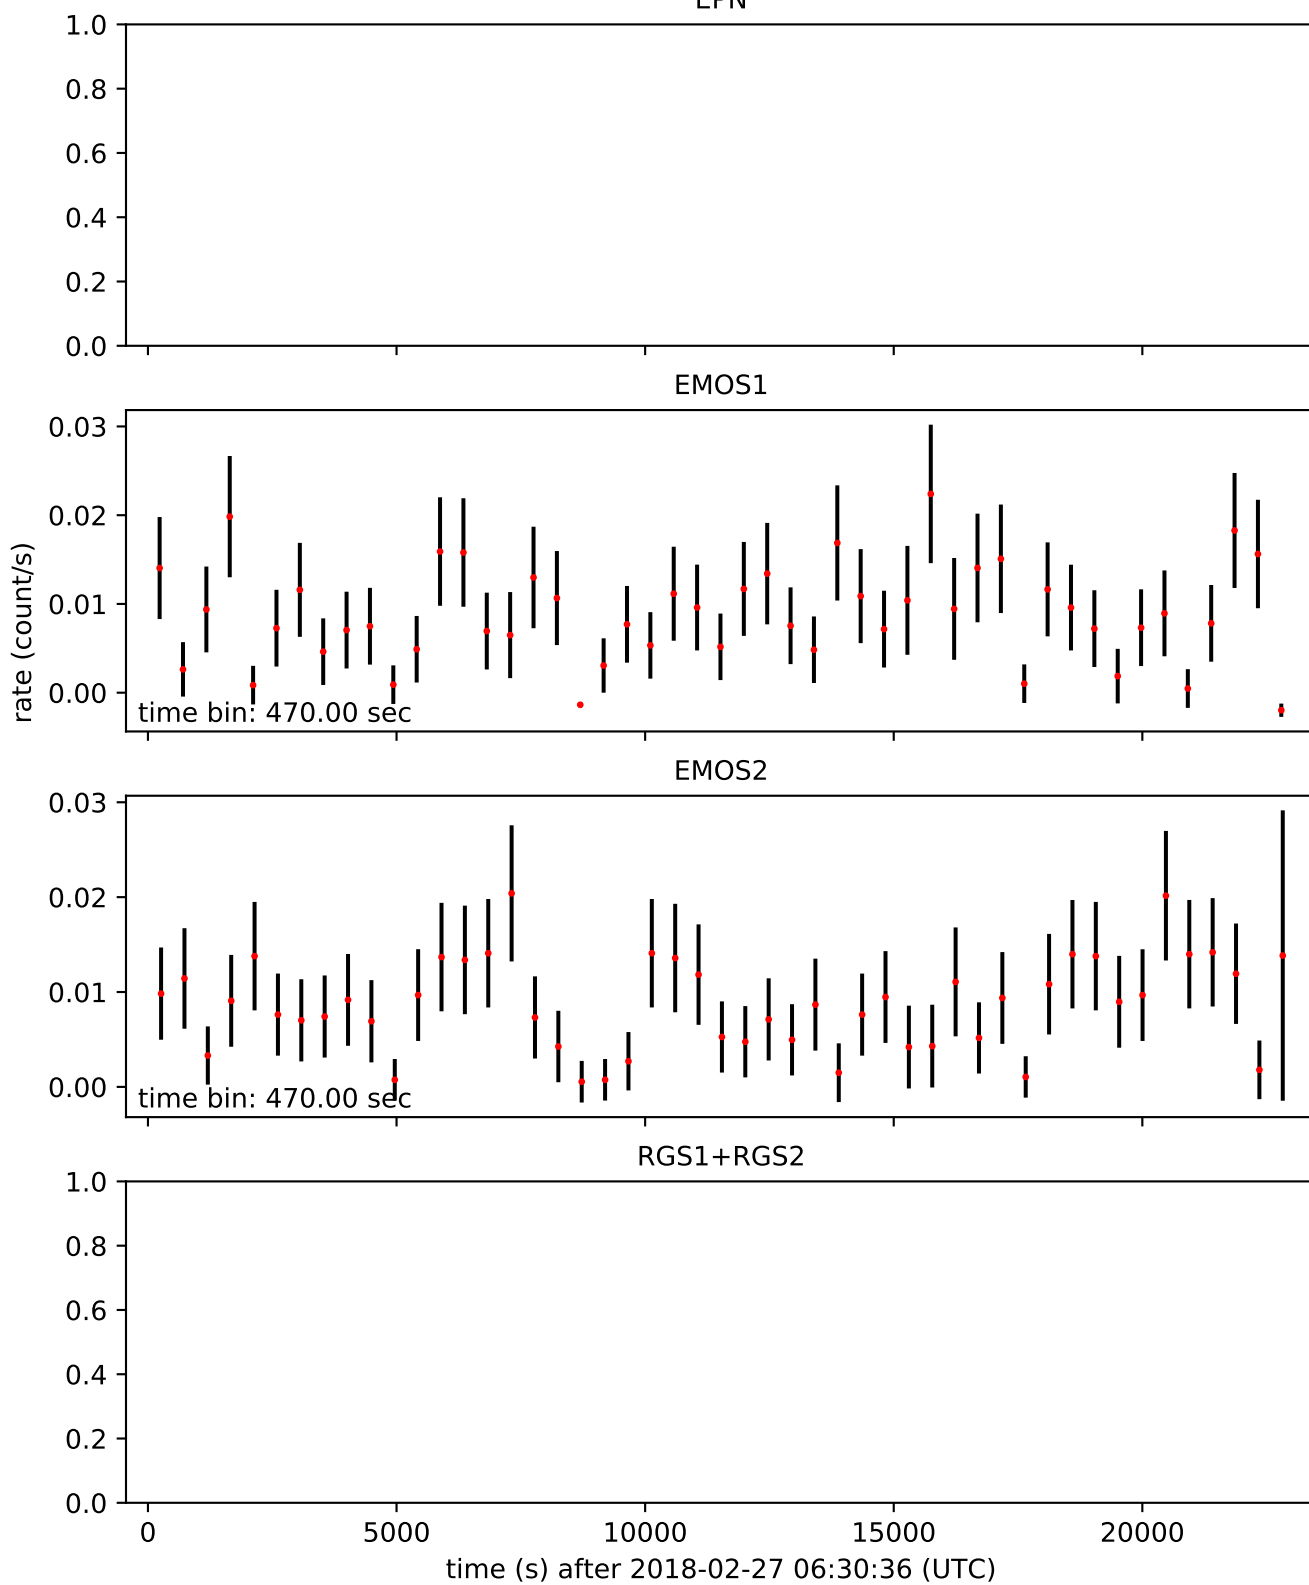 EPN
1.0
0.8
0.6
0.4
0.2
0.0
EMOS1
0.03
0.02
0.01
0.00
rate (count/s)
time bin: 470.00 sec
EMOS2
0.03
0.02
0.01
0.00
time bin: 470.00 sec
RGS1+RGS2
1.0
0.8
0.6
0.4
0.2
0.0
0 5000 10000 15000 20000
time (s) after 2018-02-27 06:30:36 (UTC)